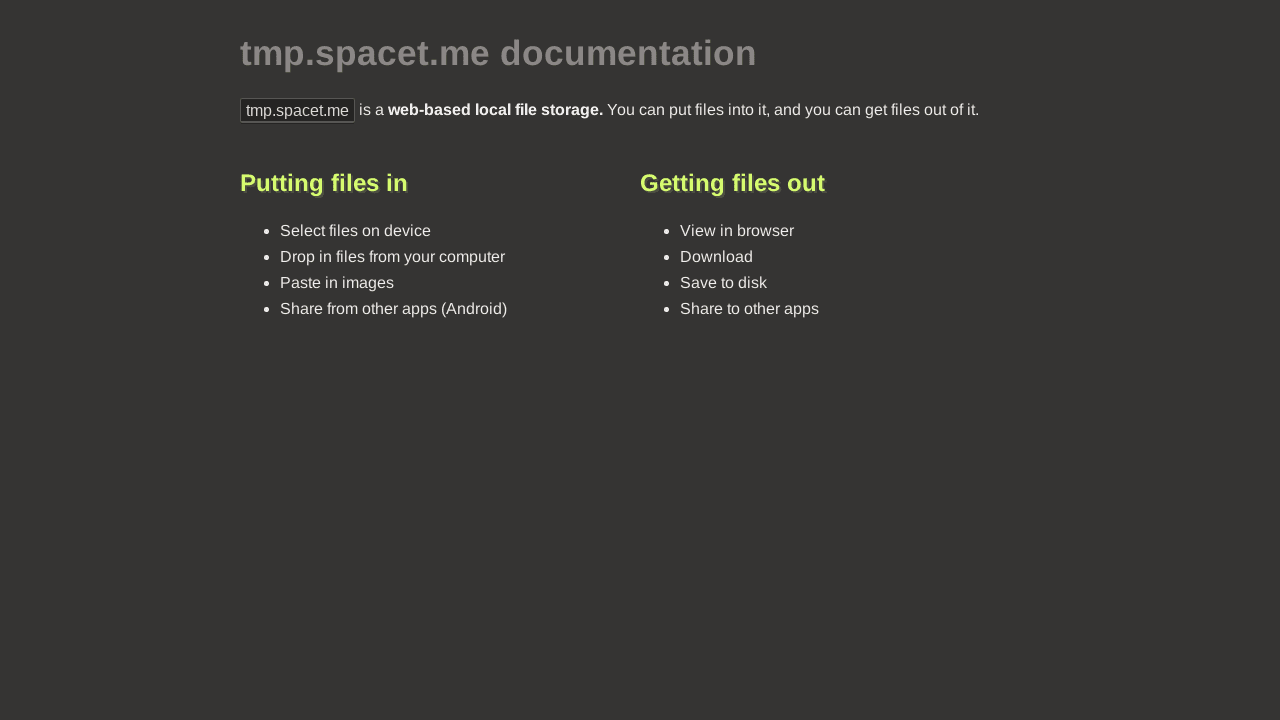 tmp.spacet.me documentation
tmp.spacet.me is a web-based local file storage. You can put files into it, and you can get files out of it.
Putting files in
Select files on device
Drop in files from your computer
Paste in images
Share from other apps (Android)
Getting files out
View in browser
Download
Save to disk
Share to other apps